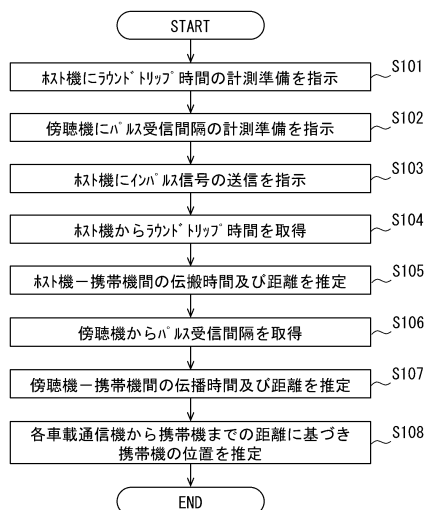 START
ホスト機にラウンドトリップ時間の計測準備を指示
S101
傍聴機にパルス受信間隔の計測準備を指示
S102
ホスト機にインパルス信号の送信を指示
S103
ホスト機からラウンドトリップ時間を取得
S104
ホスト機－携帯機間の伝搬時間及び距離を推定
S105
傍聴機からパルス受信間隔を取得
S106
傍聴機－携帯機間の伝播時間及び距離を推定
S107
各車載通信機から携帯機までの距離に基づき
携帯機の位置を推定
S108
END